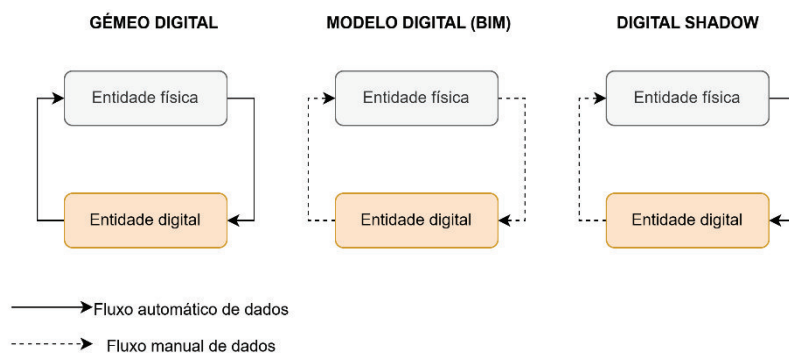 GÉMEO DIGITAL
MODELO DIGITAL (BIM)
DIGITAL SHADOW
Entidade física
Entidade física
Entidade física
Entidade digital
Entidade digital
Entidade digital
Fluxo automático de dados
Fluxo manual de dados